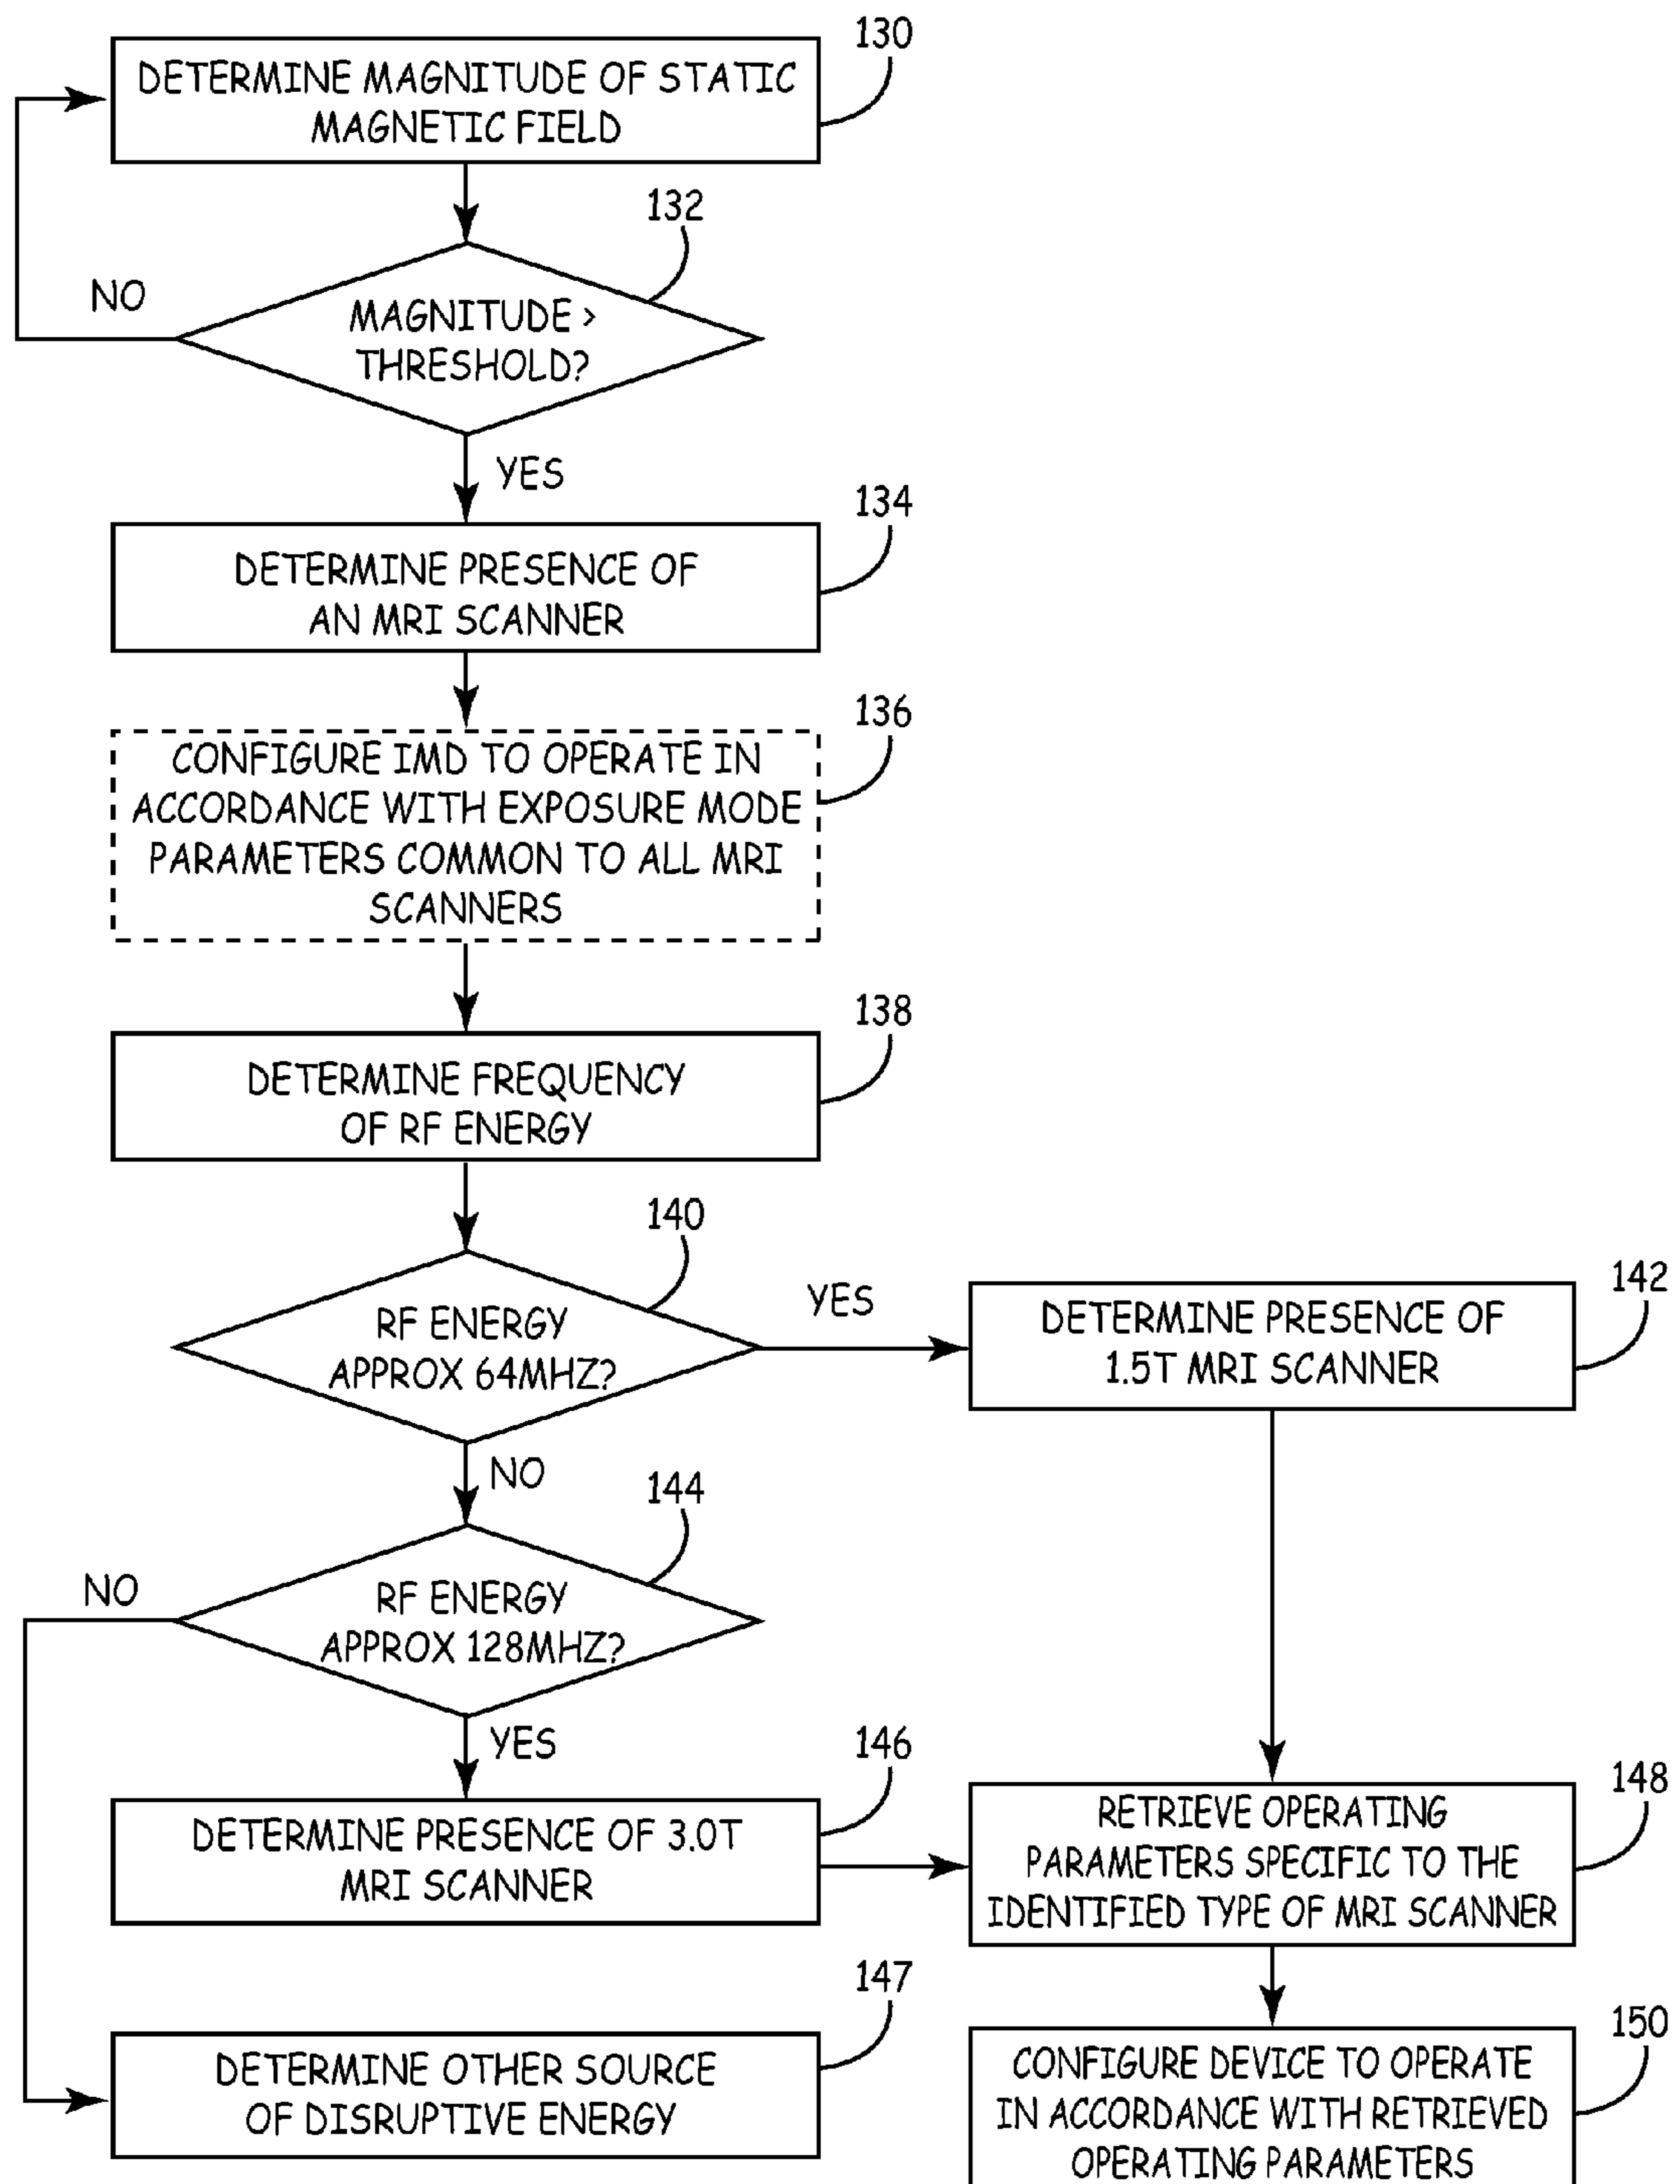 130
DETERMINE MAGNITUDE OF STATIC
MAGNETIC FIELD
132
NO
MAGNITUDE >
THRESHOLD?
YES
134
DETERMINE PRESENCE OF
AN MRI SCANNER
136
CONFIGURE IMD TO OPERATE IN
ACCORDANCE WITH EXPOSURE MODE
PARAMETERS COMMON TO ALL MRI
SCANNERS
138
DETERMINE FREQUENCY
OF RF ENERGY
140
RF ENERGY
APPROX 64MHZ?
YES
142
DETERMINE PRESENCE OF
1.5T MRI SCANNER
NO
144
NO
RF ENERGY
APPROX 128MHZ?
YES
146
DETERMINE PRESENCE OF 3.0T
MRI SCANNER
148
RETRIEVE OPERATING
PARAMETERS SPECIFIC TO THE
IDENTIFIED TYPE OF MRI SCANNER
147
DETERMINE OTHER SOURCE
OF DISRUPTIVE ENERGY
150
CONFIGURE DEVICE TO OPERATE
IN ACCORDANCE WITH RETRIEVED
OPERATING PARAMETERS